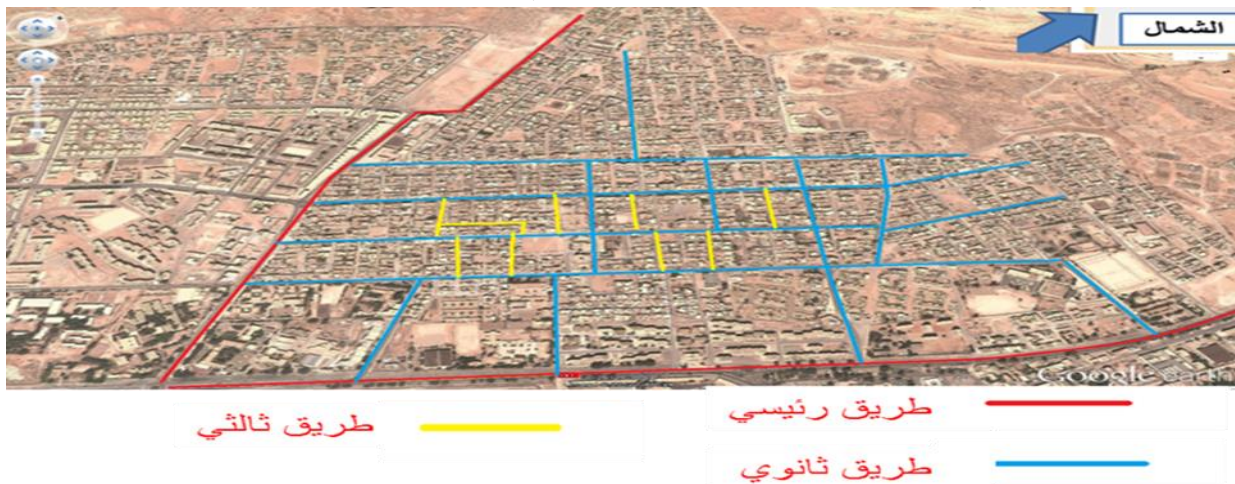 الشمال
Google earth
طريق رئيسي
طريق ثالثي
طريق ثانوي